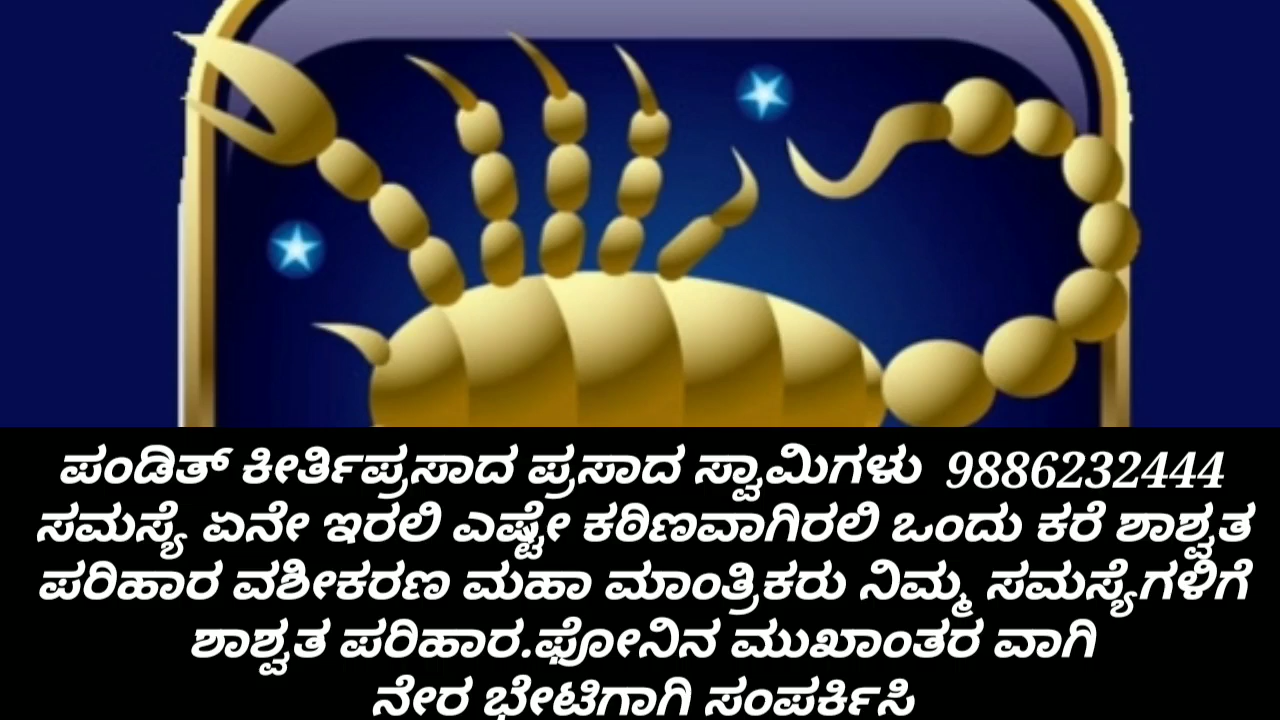 ಪಂಡಿತ್ ಕೀರ್ತಿಪ್ರಸಾದ ಪ್ರಸಾದ ಸ್ವಾಮಿಗಳು 9886232444
ಸಮಸ್ಯೆ ಏನೇ ಇರಲಿ ಎಷ್ಟೇ ಕಠಿಣವಾಗಿರಲಿ ಒಂದು ಕರೆ ಶಾಶ್ವತ
ಪರಿಹಾರ ವಶೀಕರಣ ಮಹಾ ಮಾಂತ್ರಿಕರು ನಿಮ್ಮ ಸಮಸ್ಯೆಗಳಿಗೆ
ಶಾಶ್ವತ ಪರಿಹಾರ.ಫೋನಿನ ಮುಖಾಂತರ ವಾಗಿ
ನೇರ ಭೇಟಿಗಾಗಿ ಸಂಪರ್ಕಿಸಿ